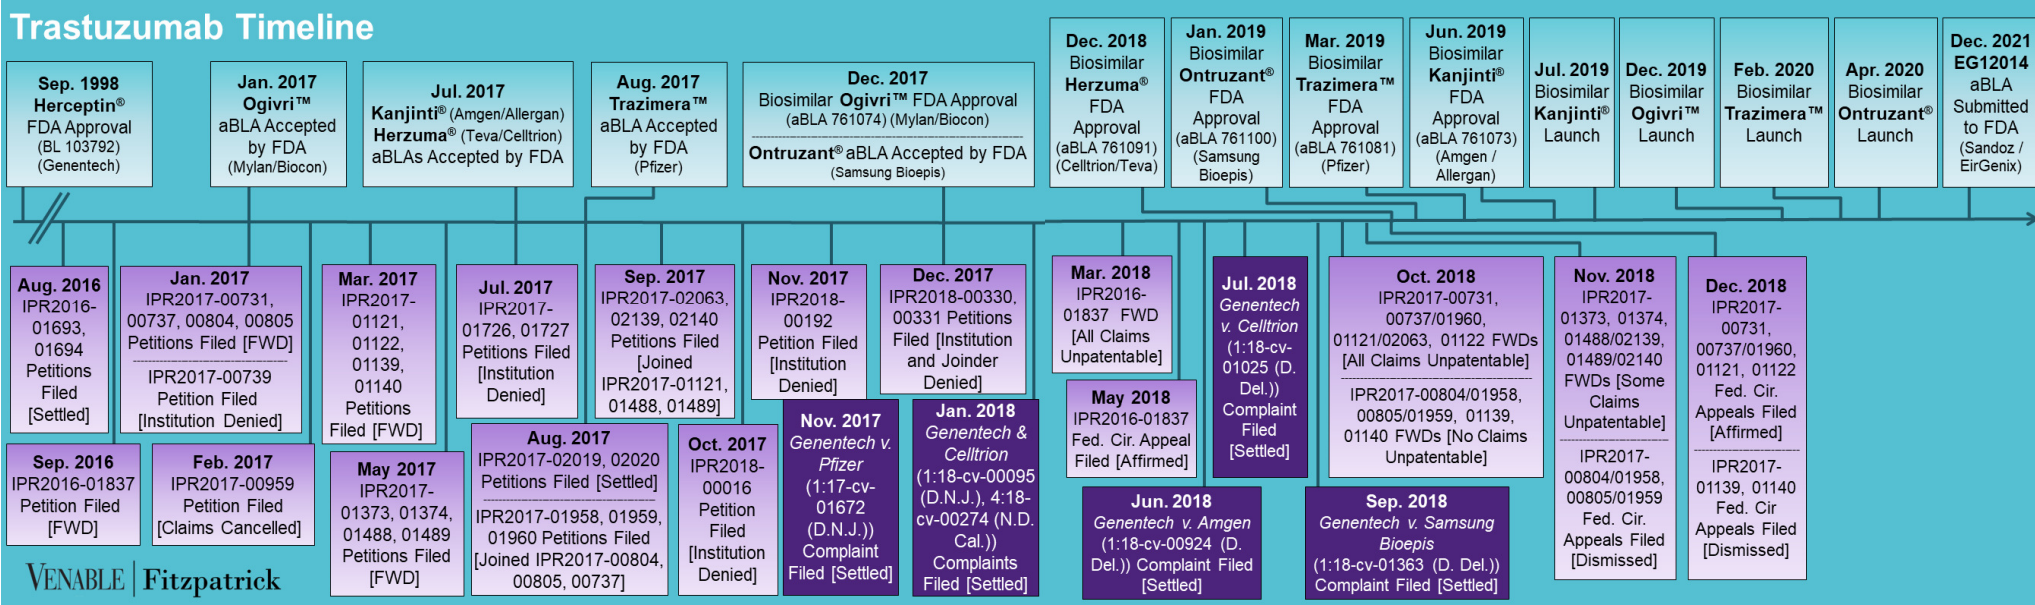 Trastuzumab Timeline
Sep. 1998
Herceptin®
FDA Approval
(BL 103792)
(Genentech)
Jan. 2017
Ogivri™
aBLA Accepted
by FDA
(Mylan/Biocon)
Jul. 2017
Kanjinti® (Amgen/Allergan)
Herzuma® (Teva/Celltrion)
aBLAs Accepted by FDA
Aug. 2017
Trazimera™
aBLA Accepted
by FDA
(Pfizer)
Dec. 2017
Biosimilar Ogivri™ FDA Approval
(aBLA 761074) (Mylan/Biocon)
Ontruzant® aBLA Accepted by FDA
(Samsung Bioepis)
Dec. 2018
Biosimilar
Herzuma®
FDA
Approval
(aBLA 761091)
(Celltrion/Teva)
Jan. 2019
Biosimilar
Ontruzant®
FDA
Approval
(aBLA 761100)
(Samsung
Bioepis)
Mar. 2019
Biosimilar
Trazimera™
FDA
Approval
(aBLA 761081)
(Pfizer)
Jun. 2019
Biosimilar
Kanjinti®
FDA
Approval
(aBLA 761073)
(Amgen /
Allergan)
Jul. 2019
Biosimilar
Kanjinti®
Launch
Dec. 2019
Biosimilar
Ogivri™
Launch
Feb. 2020
Biosimilar
Trazimera™
Launch
Apr. 2020
Biosimilar
Ontruzant®
Launch
Dec. 2021
EG12014
aBLA
Submitted
to FDA
(Sandoz /
EirGenix)
Aug. 2016
IPR2016-
01693,
01694
Petitions
Filed
[Settled]
Sep. 2016
IPR2016-01837
Petition Filed
[FWD]
Jan. 2017
IPR2017-00731,
00737, 00804, 00805
Petitions Filed [FWD]
IPR2017-00739
Petition Filed
[Institution Denied]
Feb. 2017
IPR2017-00959
Petition Filed
[Claims Cancelled]
Mar. 2017
IPR2017-
01121,
01122,
01139,
01140
Petitions
Filed [FWD]
May 2017
IPR2017-
01373, 01374,
01488, 01489
Petitions Filed
[FWD]
Jul. 2017
IPR2017-
01726, 01727
Petitions Filed
[Institution
Denied]
Aug. 2017
IPR2017-02019, 02020
Petitions Filed [Settled]
IPR2017-01958, 01959,
01960 Petitions Filed
[Joined IPR2017-00804,
00805, 00737]
Sep. 2017
IPR2017-02063,
02139, 02140
Petitions Filed
[Joined
IPR2017-01121,
01488, 01489]
Oct. 2017
IPR2018-
00016
Petition
Filed
[Institution
Denied]
Nov. 2017
IPR2018-
00192
Petition Filed
[Institution
Denied]
Nov. 2017
Genentech v.
Pfizer
(1:17-cv-
01672
(D.N.J.))
Complaint
Filed [Settled]
Dec. 2017
IPR2018-00330,
00331 Petitions
Filed [Institution
and Joinder
Denied]
Jan. 2018
Genentech &
Celltrion
(1:18-cv-00095
(D.N.J.), 4:18-
cv-00274 (N.D.
Cal.))
Complaints
Filed [Settled]
Mar. 2018
IPR2016-
01837 FWD
[All Claims
Unpatentable]
May 2018
IPR2016-01837
Fed. Cir. Appeal
Filed [Affirmed]
Jun. 2018
Genentech v. Amgen
(1:18-cv-00924 (D.
Del.)) Complaint Filed
[Settled]
Jul. 2018
Genentech
v. Celltrion
(1:18-cv-
01025 (D.
Del.))
Complaint
Filed
[Settled]
Sep. 2018
Genentech v. Samsung
Bioepis
(1:18-cv-01363 (D. Del.))
Complaint Filed [Settled]
Oct. 2018
IPR2017-00731,
00737/01960,
01121/02063, 01122 FWDs
[All Claims Unpatentable]
IPR2017-00804/01958,
00805/01959, 01139,
01140 FWDs [No Claims
Unpatentable]
Nov. 2018
IPR2017-
01373, 01374,
01488/02139,
01489/02140
FWDs [Some
Claims
Unpatentable]
IPR2017-
00804/01958,
00805/01959
Fed. Cir.
Appeals Filed
[Dismissed]
Dec. 2018
IPR2017-
00731,
00737/01960,
01121, 01122
Fed. Cir.
Appeals Filed
[Affirmed]
IPR2017-
01139, 01140
Fed. Cir
Appeals Filed
[Dismissed]
VENABLE | Fitzpatrick